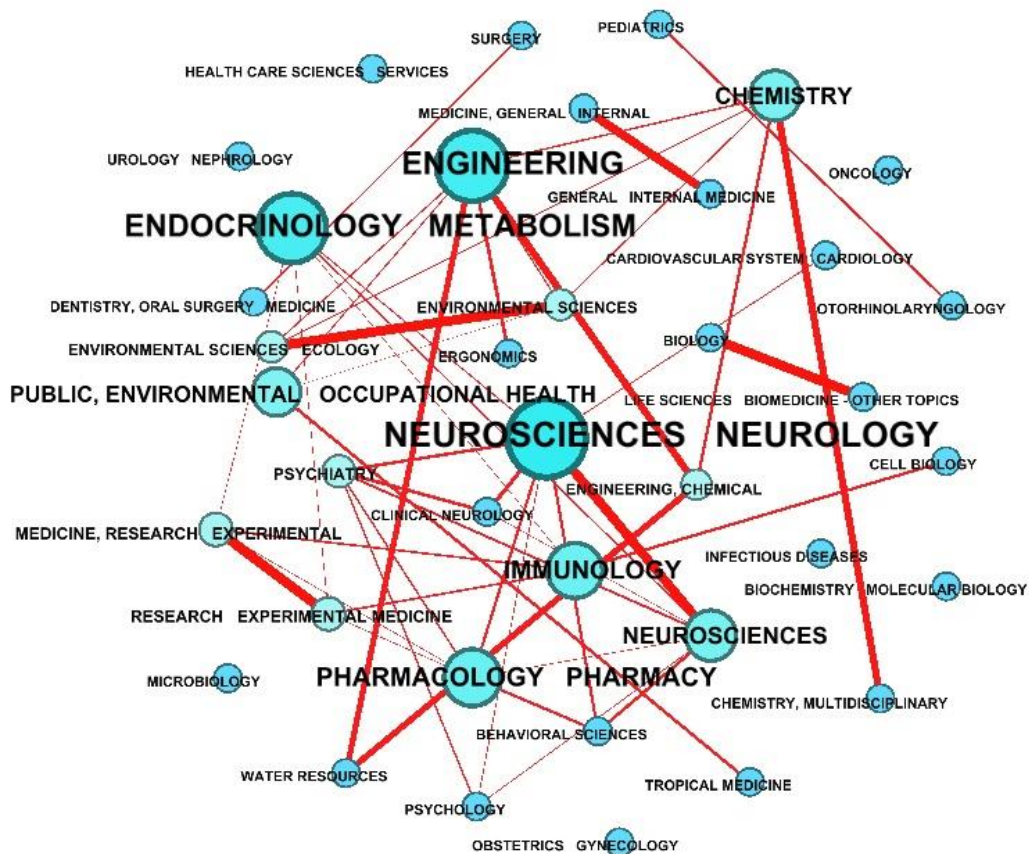 PEDIATRICS
SURGERY
HEALTH CARE SCIENCES SERVICES
CHEMISTRY
MEDICINE, GENERAL INTERNAL
UROLOGY NEPHROLOGY
ENGINEERING
ONCOLOGY
GENERAL INTERNAL MEDICINE
ENDOCRINOLOGY METABOLISM
CARDIOVASCULAR SYSTEM CARDIOLOGY
DENTISTRY, ORAL SURGERY MEDICINE
ENVIRONMENTAL SCIENCES
OTORHINOLARYNGOLOGY
BIOLOGY
ENVIRONMENTAL SCIENCES ECOLOGY
ERGONOMICS
PUBLIC, ENVIRONMENTAL OCCUPATIONAL HEALTH
LIFE SCIENCES BIOMEDICINE - OTHER TOPICS
NEUROSCIENCES NEUROLOGY
CELL BIOLOGY
PSYCHIATRY
ENGINEERING, CHEMICAL
CLINICAL NEUROLOGY
MEDICINE, RESEARCH EXPERIMENTAL
INFECTIOUS DISEASES
IMMUNOLOGY
BIOCHEMISTRY MOLECULAR BIOLOGY
RESEARCH EXPERIMENTAL MEDICINE
NEUROSCIENCES
PHARMACOLOGY PHARMACY
MICROBIOLOGY
CHEMISTRY, MULTIDISCIPLINARY
BEHAVIORAL SCIENCES
WATER RESOURCES
TROPICAL MEDICINE
PSYCHOLOGY
OBSTETRICS GYNECOLOGY